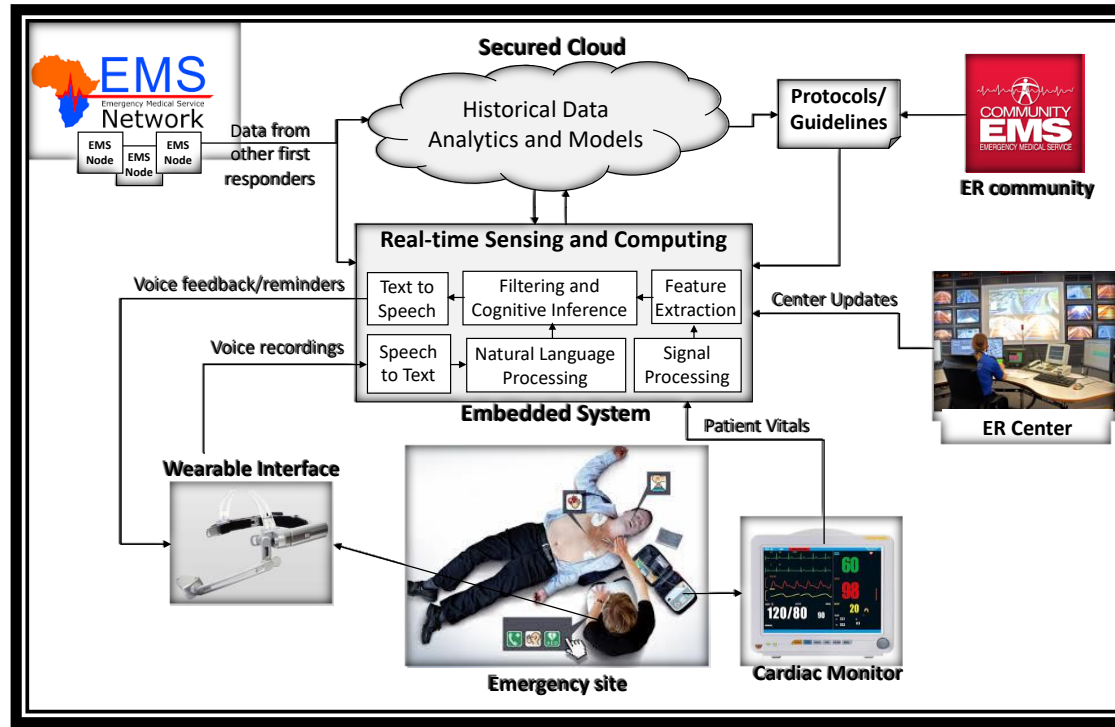 Secured Cloud
EMS
Emergency Medical Service
Network
EMS
Node
EMS
Node
EMS
Node
Data from
other first
responders
Historical Data
Analytics and Models
Protocols/
Guidelines
COMMUNITY
EMS
EMERGENCY MEDICAL SERVICE
ER community
Real-time Sensing and Computing
Text to
Speech
Filtering and
Cognitive Inference
Feature
Extraction
Speech
to Text
Natural Language
Processing
Signal
Processing
Embedded System
Voice feedback/reminders
Voice recordings
Center Updates
ER Center
Patient Vitals
Wearable Interface
60
98
120/80
90
20
Emergency site
Cardiac Monitor